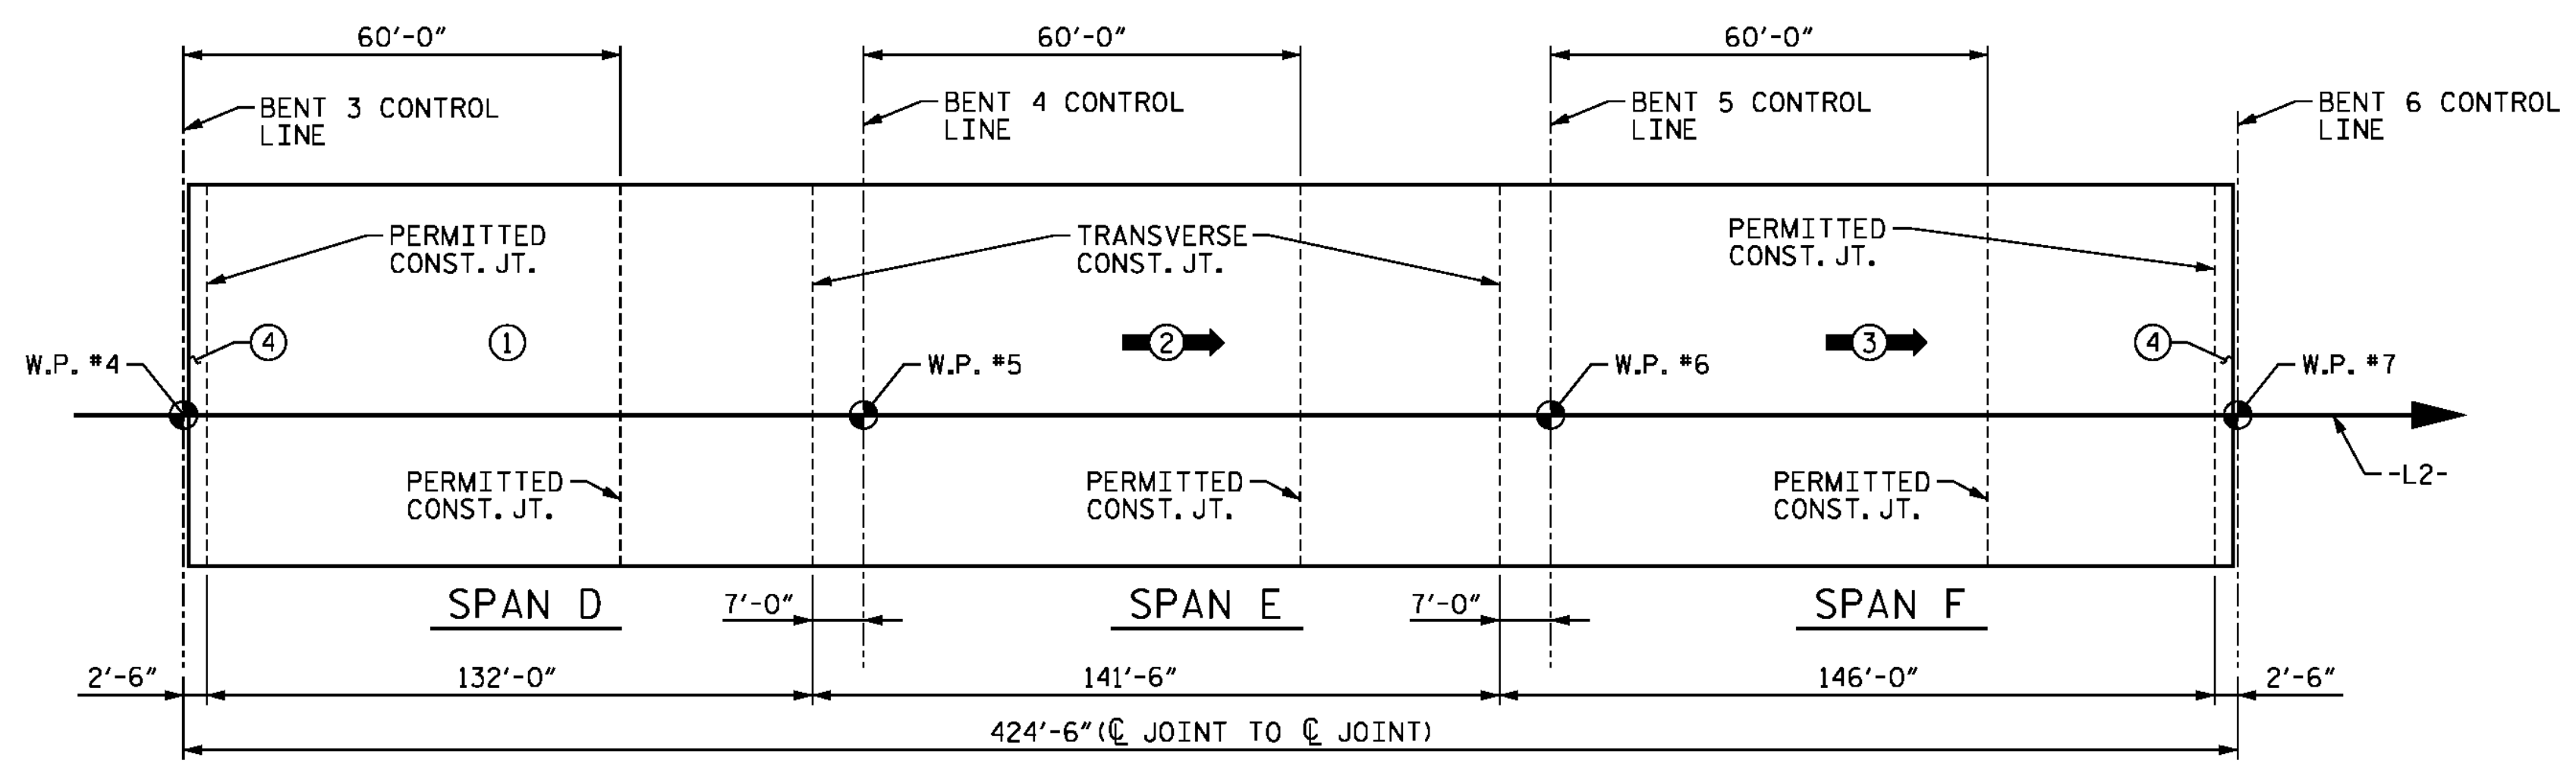 60'-0" 60'-0" 60'-0"
BENT 3 CONTROL
LINE
BENT 4 CONTROL
LINE
BENT 5 CONTROL
LINE
BENT 6 CONTROL
LINE
PERMITTED
CONST. JT.
TRANSVERSE
CONST. JT.
PERMITTED
CONST. JT.
4 1 2 3 4
W.P. #4 W.P. #5 W.P. #6 W.P. #7
-L2-
PERMITTED
CONST. JT.
PERMITTED
CONST. JT.
PERMITTED
CONST. JT.
SPAN D 7'-0" SPAN E 7'-0" SPAN F
2'-6" 132'-0" 141'-6" 146'-0" 2'-6"
424'-6" (℄ JOINT TO ℄ JOINT)